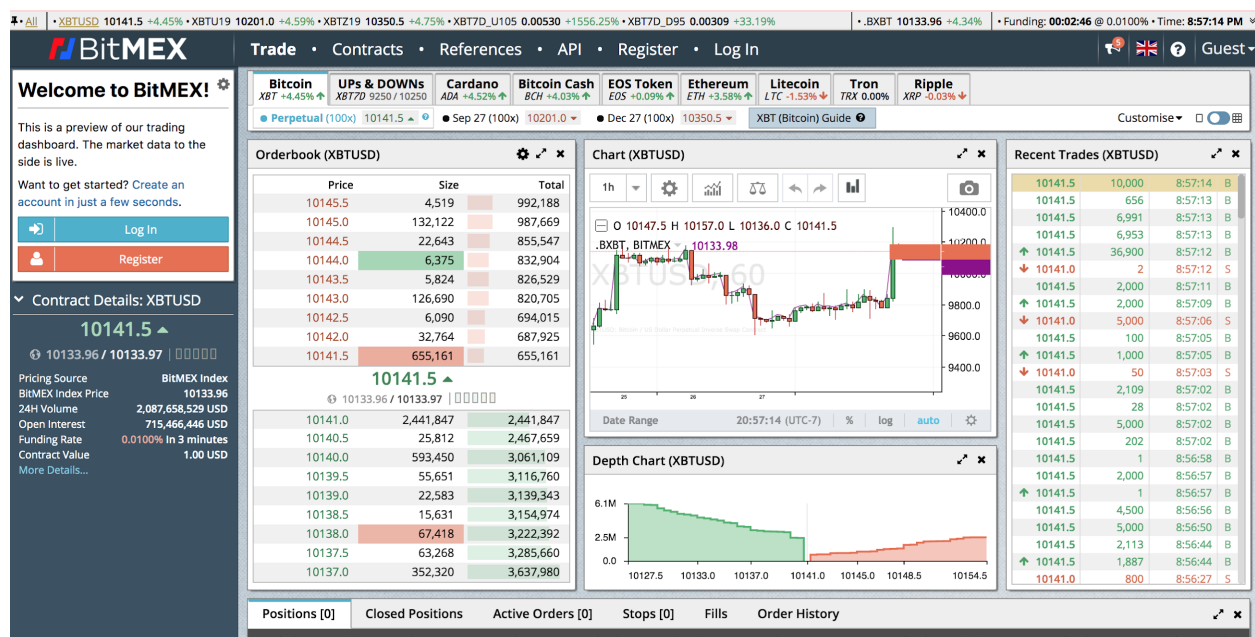 All • XBTUSD 10141.5 +4.45% • XBTU19 10201.0 +4.59% • XBTZ19 10350.5 +4.75% • XBT7D_U105 0.00530 +1556.25% • XBT7D_D95 0.00309 +33.19% • .BXBT 10133.96 +4.34% • Funding: 00:02:46 @ 0.0100% • Time: 8:57:14 PM
BitMEX Trade • Contracts • References • API • Register • Log In 5 ? Guest
Welcome to BitMEX!
This is a preview of our trading
dashboard. The market data to the
side is live.
Want to get started? Create an
account in just a few seconds.
Log In
Register
Contract Details: XBTUSD
10141.5
10133.96 / 10133.97
Pricing Source BitMEX Index
BitMEX Index Price 10133.96
24H Volume 2,087,658,529 USD
Open Interest 715,466,446 USD
Funding Rate 0.0100% In 3 minutes
Contract Value 1.00 USD
More Details...
Bitcoin UPs & DOWNs Cardano Bitcoin Cash EOS Token Ethereum Litecoin Tron Ripple
XBT +4.45% XBT7D 9250 / 10250 ADA +4.52% BCH +4.03% EOS +0.09% ETH +3.58% LTC -1.53% TRX 0.00% XRP -0.03%
Perpetual (100x) 10141.5 ? Sep 27 (100x) 10201.0 Dec 27 (100x) 10350.5 XBT (Bitcoin) Guide ? Customise
Orderbook (XBTUSD)
Price Size Total
10145.5 4,519 992,188
10145.0 132,122 987,669
10144.5 22,643 855,547
10144.0 6,375 832,904
10143.5 5,824 826,529
10143.0 126,690 820,705
10142.5 6,090 694,015
10142.0 32,764 687,925
10141.5 655,161 655,161
10141.5
10133.96 / 10133.97
10141.0 2,441,847 2,441,847
10140.5 25,812 2,467,659
10140.0 593,450 3,061,109
10139.5 55,651 3,116,760
10139.0 22,583 3,139,343
10138.5 15,631 3,154,974
10138.0 67,418 3,222,392
10137.5 63,268 3,285,660
10137.0 352,320 3,637,980
Chart (XBTUSD)
1h
O 10147.5 H 10157.0 L 10136.0 C 10141.5
.BXBT, BITMEX 10133.98
XBTUSD, 60
10400.0
10200.0
9800.0
9600.0
9400.0
25 26 27
Date Range 20:57:14 (UTC-7) % log auto
Depth Chart (XBTUSD)
6.1M
2.5M
0.0
10127.5 10133.0 10137.0 10141.0 10145.0 10148.5 10154.5
Recent Trades (XBTUSD)
10141.5 10,000 8:57:14 B
10141.5 656 8:57:13 B
10141.5 6,991 8:57:13 B
10141.5 6,953 8:57:13 B
10141.5 36,900 8:57:12 B
10141.0 2 8:57:12 S
10141.5 2,000 8:57:11 B
10141.5 2,000 8:57:09 B
10141.0 5,000 8:57:06 S
10141.5 100 8:57:05 B
10141.5 1,000 8:57:05 B
10141.0 50 8:57:03 S
10141.5 2,109 8:57:02 B
10141.5 28 8:57:02 B
10141.5 5,000 8:57:02 B
10141.5 202 8:57:02 B
10141.5 1 8:56:58 B
10141.5 2,000 8:56:57 B
10141.5 1 8:56:57 B
10141.5 4,500 8:56:56 B
10141.5 5,000 8:56:50 B
10141.5 2,113 8:56:44 B
10141.5 1,887 8:56:44 B
10141.0 800 8:56:27 S
Positions [0] Closed Positions Active Orders [0] Stops [0] Fills Order History